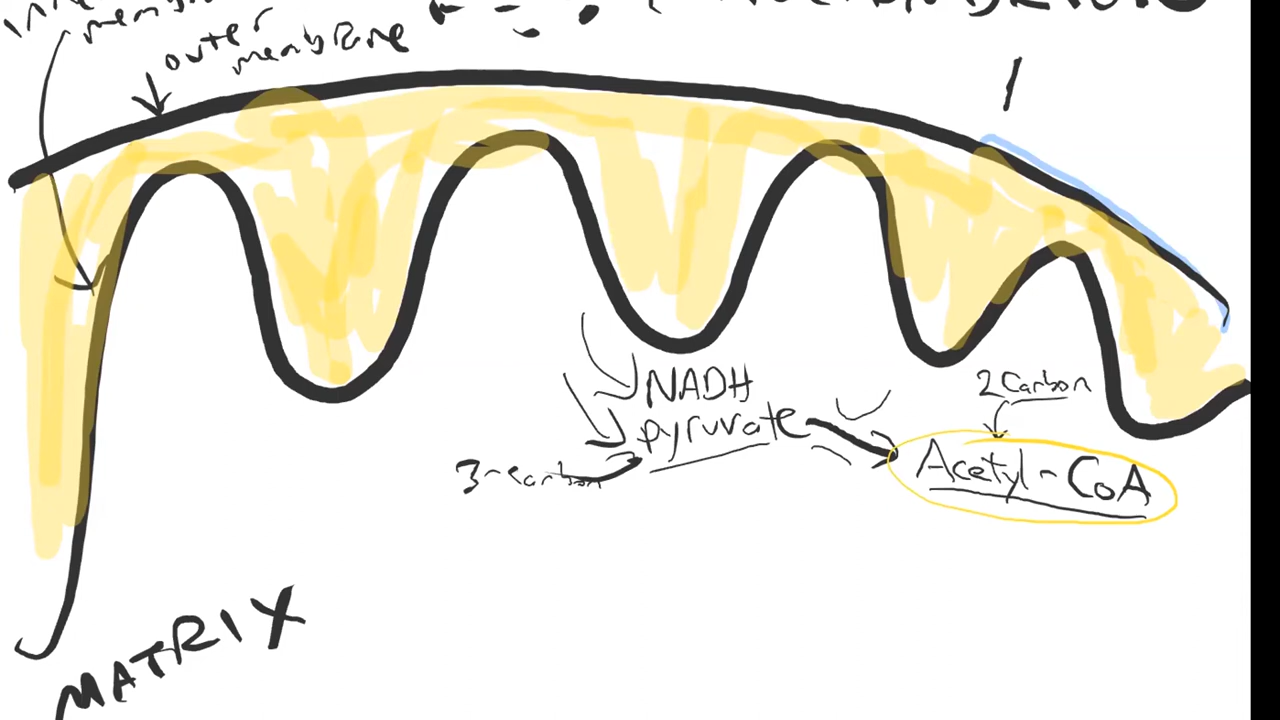 outer
membrane
NADH
pyruvate
3-carbon
2 Carbon
Acetyl-CoA
MATRIX